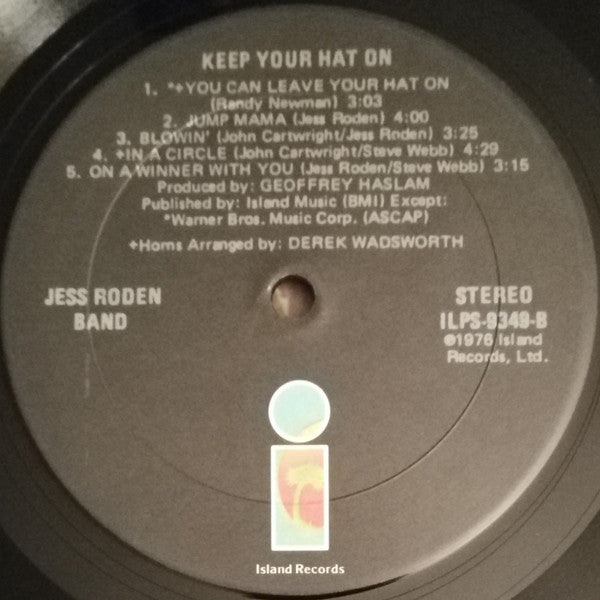 KEEP YOUR HAT ON
1. *+YOU CAN LEAVE YOUR HAT ON
(Randy Newman) 3:03
2. JUMP MAMA (Jess Roden) 4:00
3. BLOWIN' (John Cartwright/Jess Roden) 3:25
4. +IN A CIRCLE (John Cartwright/Steve Webb) 4:29
5. ON A WINNER WITH YOU (Jess Roden/Steve Webb) 3:15
Produced by: GEOFFREY HASLAM
Published by: Island Music (BMI) Except:
*Warner Bros. Music Corp. (ASCAP)
+Horns Arranged by: DEREK WADSWORTH
JESS RODEN
BAND
STEREO
ILPS-9349-B
℗1976 Island
Records, Ltd.
i
Island Records